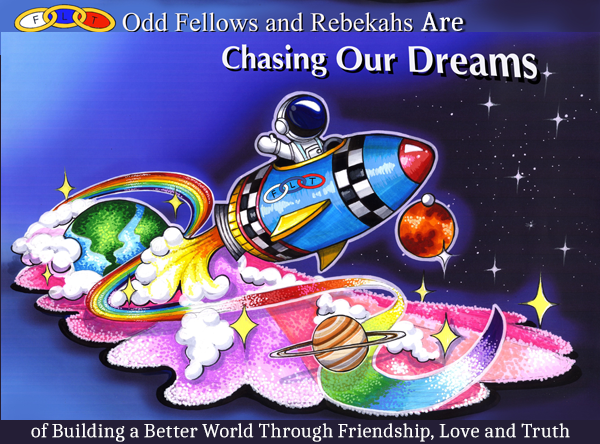 F L T
Odd Fellows and Rebekahs Are
Chasing Our Dreams
F L T
of Building a Better World Through Friendship, Love and Truth